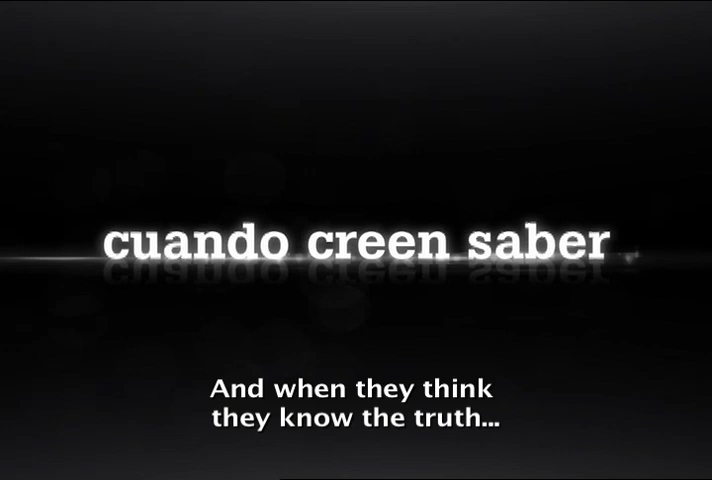 cuando creen saber
And when they think
they know the truth...